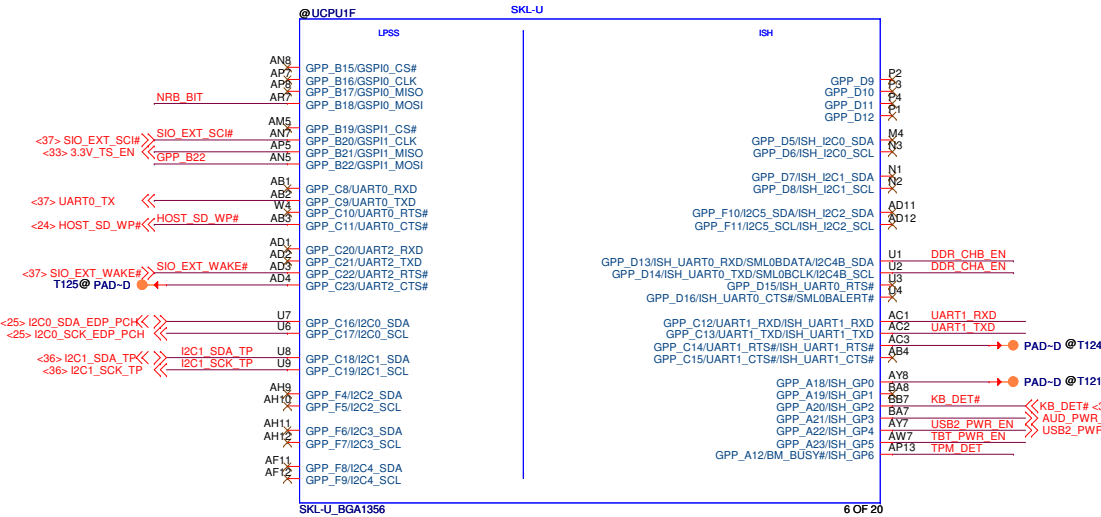 @UCPU1F
SKL-U
LPSS
ISH
AN8
GPP_B15/GSPI0_CS#
AP7
GPP_B16/GSPI0_CLK
AP8
GPP_B17/GSPI0_MISO
NRB_BIT
AR7
GPP_B18/GSPI0_MOSI
AM5
GPP_B19/GSPI1_CS#
<37> SIO_EXT_SCI#
SIO_EXT_SCI#
AN7
GPP_B20/GSPI1_CLK
<33> 3.3V_TS_EN
AP5
GPP_B21/GSPI1_MISO
GPP_B22
AN5
GPP_B22/GSPI1_MOSI
AB1
GPP_C8/UART0_RXD
<37> UART0_TX
AB2
GPP_C9/UART0_TXD
W4
GPP_C10/UART0_RTS#
<24> HOST_SD_WP#
HOST_SD_WP#
AB3
GPP_C11/UART0_CTS#
AD1
GPP_C20/UART2_RXD
AD2
GPP_C21/UART2_TXD
<37> SIO_EXT_WAKE#
SIO_EXT_WAKE#
AD3
GPP_C22/UART2_RTS#
T125@ PAD~D
AD4
GPP_C23/UART2_CTS#
<25> I2C0_SDA_EDP_PCH
U7
GPP_C16/I2C0_SDA
<25> I2C0_SCK_EDP_PCH
U6
GPP_C17/I2C0_SCL
<36> I2C1_SDA_TP
I2C1_SDA_TP
U8
GPP_C18/I2C1_SDA
<36> I2C1_SCK_TP
I2C1_SCK_TP
U9
GPP_C19/I2C1_SCL
AH9
GPP_F4/I2C2_SDA
AH10
GPP_F5/I2C2_SCL
AH11
GPP_F6/I2C3_SDA
AH12
GPP_F7/I2C3_SCL
AF11
GPP_F8/I2C4_SDA
AF12
GPP_F9/I2C4_SCL
GPP_D9
P2
GPP_D10
P3
GPP_D11
P4
GPP_D12
P1
GPP_D5/ISH_I2C0_SDA
M4
GPP_D6/ISH_I2C0_SCL
N3
GPP_D7/ISH_I2C1_SDA
N1
GPP_D8/ISH_I2C1_SCL
N2
GPP_F10/I2C5_SDA/ISH_I2C2_SDA
AD11
GPP_F11/I2C5_SCL/ISH_I2C2_SCL
AD12
GPP_D13/ISH_UART0_RXD/SML0BDATA/I2C4B_SDA
U1
DDR_CHB_EN
GPP_D14/ISH_UART0_TXD/SML0BCLK/I2C4B_SCL
U2
DDR_CHA_EN
GPP_D15/ISH_UART0_RTS#
U3
GPP_D16/ISH_UART0_CTS#/SML0BALERT#
U4
GPP_C12/UART1_RXD/ISH_UART1_RXD
AC1
UART1_RXD
GPP_C13/UART1_TXD/ISH_UART1_TXD
AC2
UART1_TXD
GPP_C14/UART1_RTS#/ISH_UART1_RTS#
AC3
PAD~D @T124
GPP_C15/UART1_CTS#/ISH_UART1_CTS#
AB4
GPP_A18/ISH_GP0
AY8
PAD~D @T121
GPP_A19/ISH_GP1
BA8
GPP_A20/ISH_GP2
BB7
KB_DET#
KB_DET# <3
GPP_A21/ISH_GP3
BA7
AUD_PWR
GPP_A22/ISH_GP4
AY7
USB2_PWR_EN
USB2_PWR
GPP_A23/ISH_GP5
AW7
TBT_PWR_EN
GPP_A12/BM_BUSY#/ISH_GP6
AP13
TPM_DET
SKL-U_BGA1356
6 OF 20